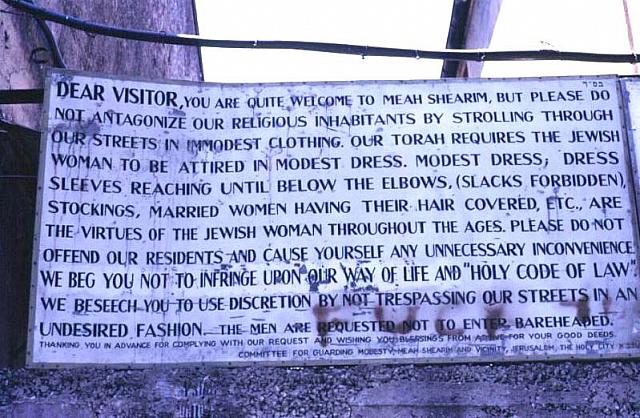 בס"ד
DEAR VISITOR, YOU ARE QUITE WELCOME TO MEAH SHEARIM, BUT PLEASE DO
NOT ANTAGONIZE OUR RELIGIOUS INHABITANTS BY STROLLING THROUGH
OUR STREETS IN IMMODEST CLOTHING. OUR TORAH REQUIRES THE JEWISH
WOMAN TO BE ATTIRED IN MODEST DRESS. MODEST DRESS; DRESS
SLEEVES REACHING UNTIL BELOW THE ELBOWS, (SLACKS FORBIDDEN),
STOCKINGS, MARRIED WOMEN HAVING THEIR HAIR COVERED, ETC., ARE
THE VIRTUES OF THE JEWISH WOMAN THROUGHOUT THE AGES. PLEASE DO NOT
OFFEND OUR RESIDENTS AND CAUSE YOURSELF ANY UNNECESSARY INCONVENIENCE
WE BEG YOU NOT TO INFRINGE UPON OUR WAY OF LIFE AND "HOLY CODE OF LAW"
WE BESEECH YOU TO USE DISCRETION BY NOT TRESPASSING OUR STREETS IN AN
UNDESIRED FASHION. THE MEN ARE REQUESTED NOT TO ENTER BAREHEADED.
THANKING YOU IN ADVANCE FOR COMPLYING WITH OUR REQUEST AND WISHING YOU BLESSINGS FROM ABOVE FOR YOUR GOOD DEEDS
COMMITTEE FOR GUARDING MODESTY, MEAH SHEARIM AND VICINITY, JERUSALEM, THE HOLY CITY